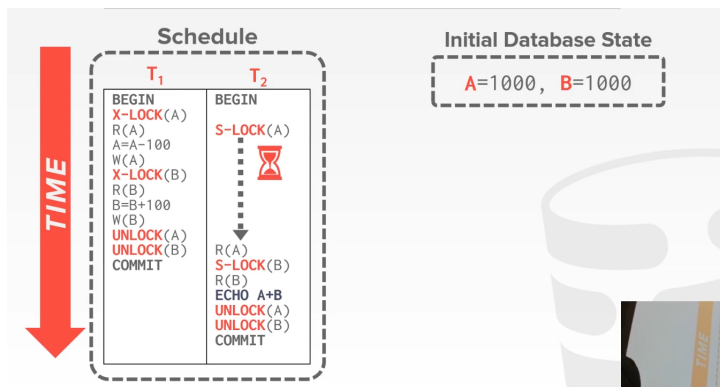 Schedule
Initial Database State
TIME
T1
T2
A=1000, B=1000
BEGIN
X-LOCK(A)
R(A)
A=A-100
W(A)
X-LOCK(B)
R(B)
B=B+100
W(B)
UNLOCK(A)
UNLOCK(B)
COMMIT
BEGIN
S-LOCK(A)
R(A)
S-LOCK(B)
R(B)
ECHO A+B
UNLOCK(A)
UNLOCK(B)
COMMIT
TIME